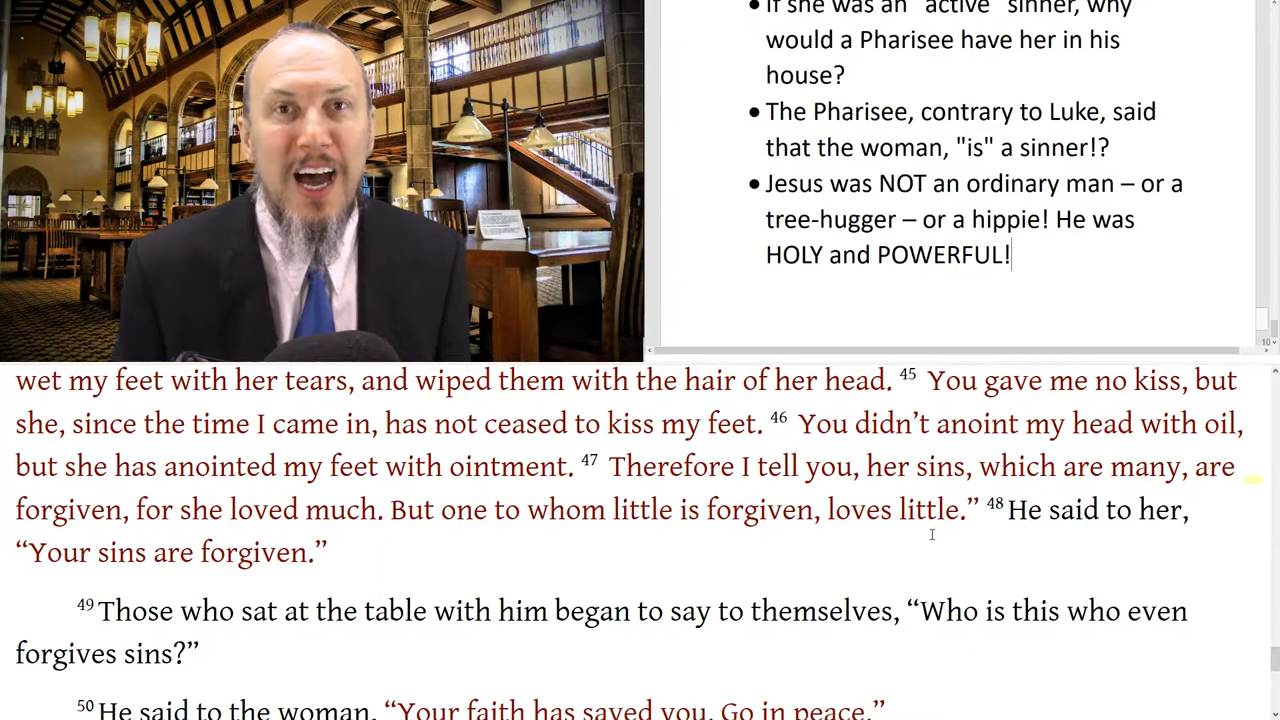 If she was an "active" sinner, why
would a Pharisee have her in his
house?
• The Pharisee, contrary to Luke, said
that the woman, "is" a sinner!?
• Jesus was NOT an ordinary man – or a
tree-hugger – or a hippie! He was
HOLY and POWERFUL!
10
wet my feet with her tears, and wiped them with the hair of her head. 45 You gave me no kiss, but
she, since the time I came in, has not ceased to kiss my feet. 46 You didn’t anoint my head with oil,
but she has anointed my feet with ointment. 47 Therefore I tell you, her sins, which are many, are
forgiven, for she loved much. But one to whom little is forgiven, loves little.” 48 He said to her,
“Your sins are forgiven.”
49 Those who sat at the table with him began to say to themselves, “Who is this who even
forgives sins?”
50 He said to the woman, “Your faith has saved you. Go in peace.”